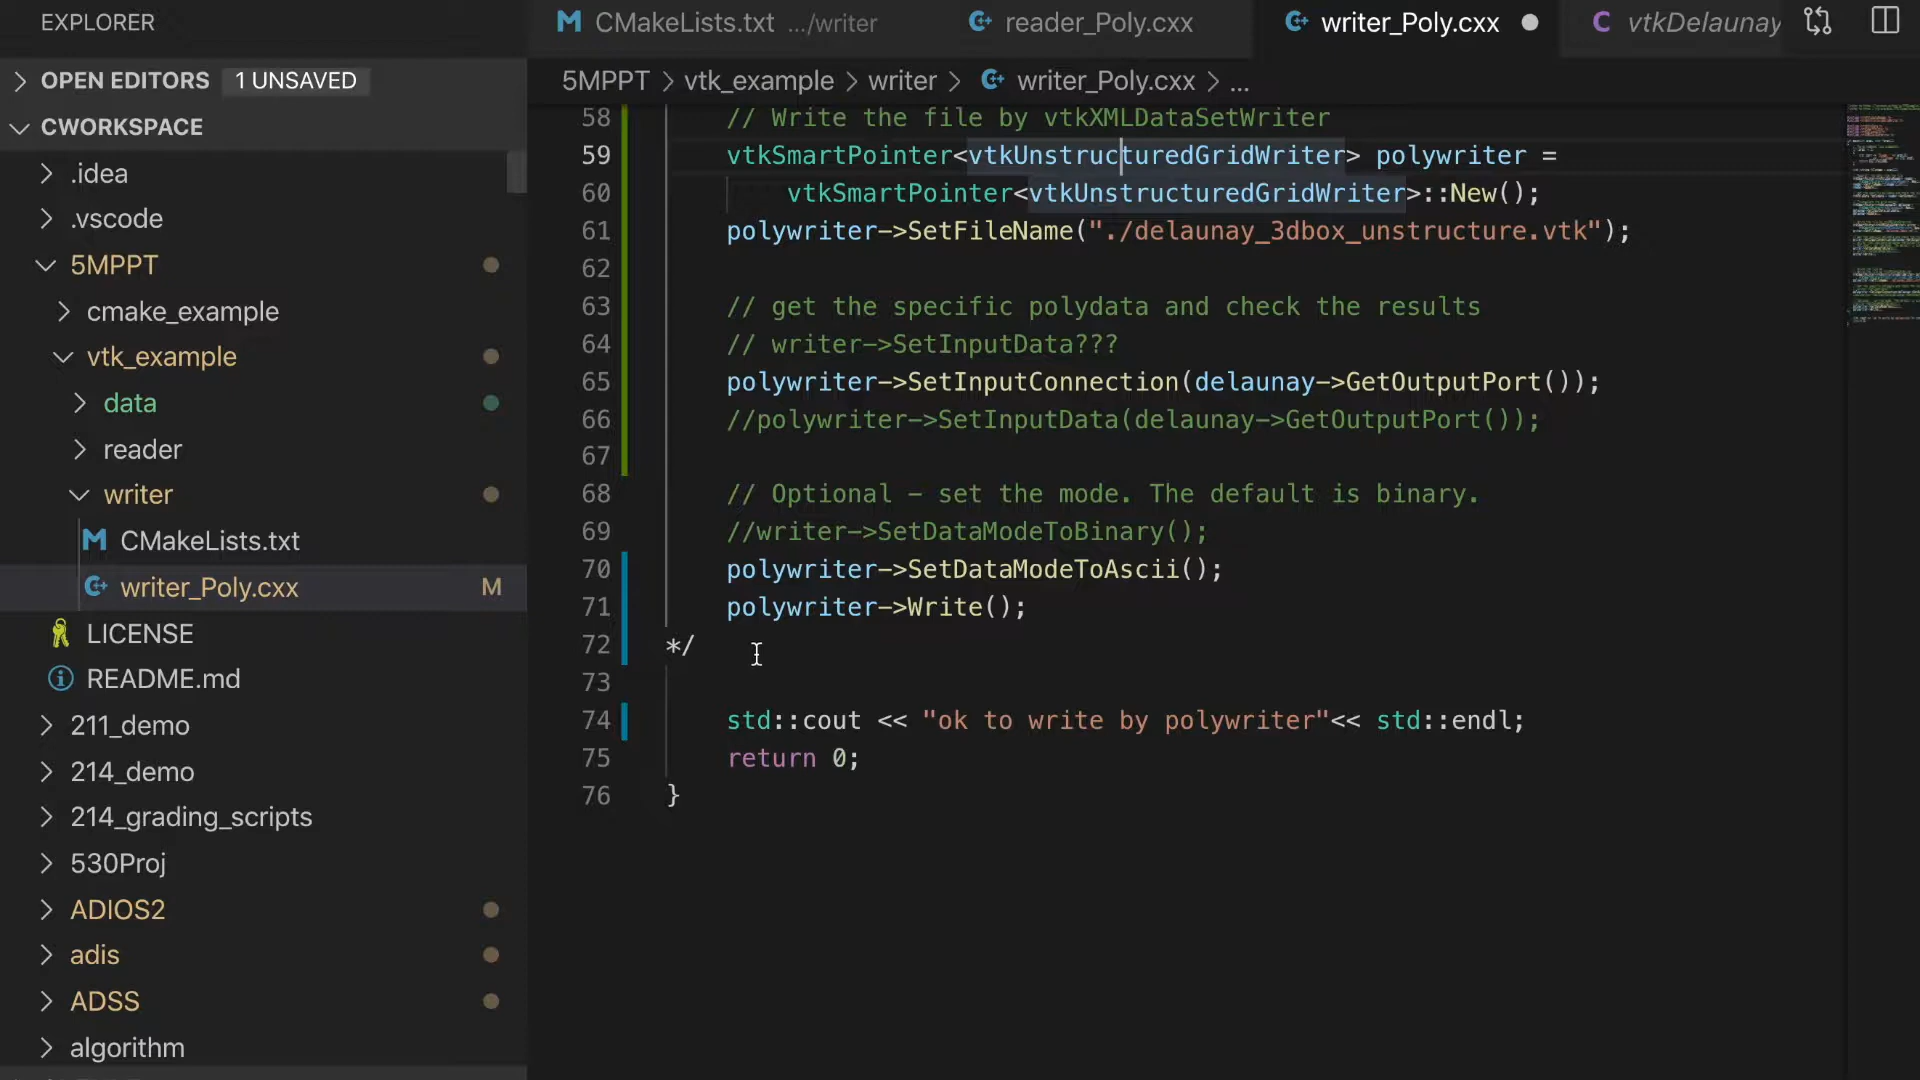 EXPLORER
OPEN EDITORS 1 UNSAVED
CWORKSPACE
.idea
.vscode
5MPPT
cmake_example
vtk_example
data
reader
writer
CMakeLists.txt
writer_Poly.cxx M
LICENSE
README.md
211_demo
214_demo
214_grading_scripts
530Proj
ADIOS2
adis
ADSS
algorithm
CMakeLists.txt .../writer
reader_Poly.cxx
writer_Poly.cxx
vtkDelaunay
5MPPT > vtk_example > writer > writer_Poly.cxx > ...
58 // Write the file by vtkXMLDataSetWriter
59 vtkSmartPointer<vtkUnstructuredGridWriter> polywriter =
60 vtkSmartPointer<vtkUnstructuredGridWriter>::New();
61 polywriter->SetFileName("./delaunay_3dbox_unstructure.vtk");
62
63 // get the specific polydata and check the results
64 // writer->SetInputData???
65 polywriter->SetInputConnection(delaunay->GetOutputPort());
66 //polywriter->SetInputData(delaunay->GetOutputPort());
67
68 // Optional - set the mode. The default is binary.
69 //writer->SetDataModeToBinary();
70 polywriter->SetDataModeToAscii();
71 polywriter->Write();
72 */
73
74 std::cout << "ok to write by polywriter"<< std::endl;
75 return 0;
76 }